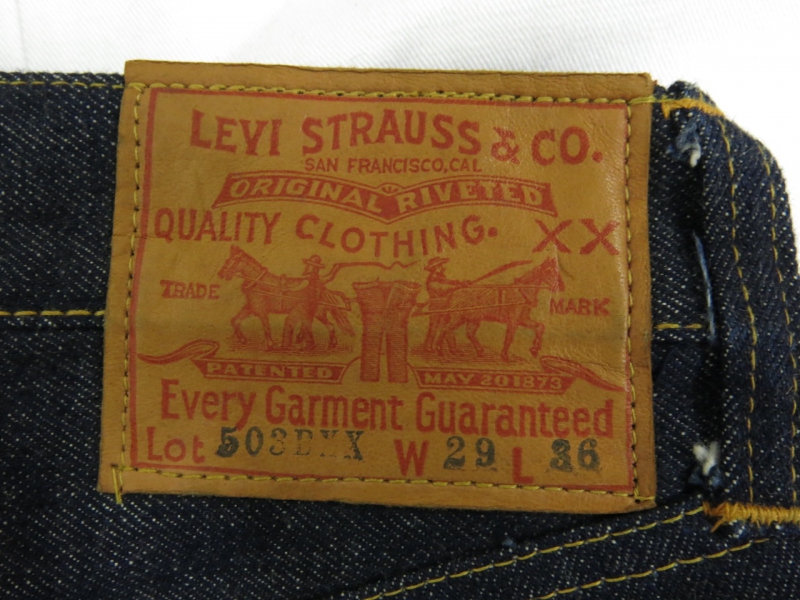 LEVI STRAUSS & CO.
SAN FRANCISCO, CAL
ORIGINAL RIVETED
QUALITY CLOTHING. XX
TRADE MARK
PATENTED MAY 20 1873
Every Garment Guaranteed
Lot 503BXX W 29 L 36